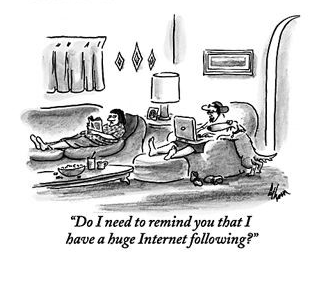 “Do I need to remind you that I
have a huge Internet following?”